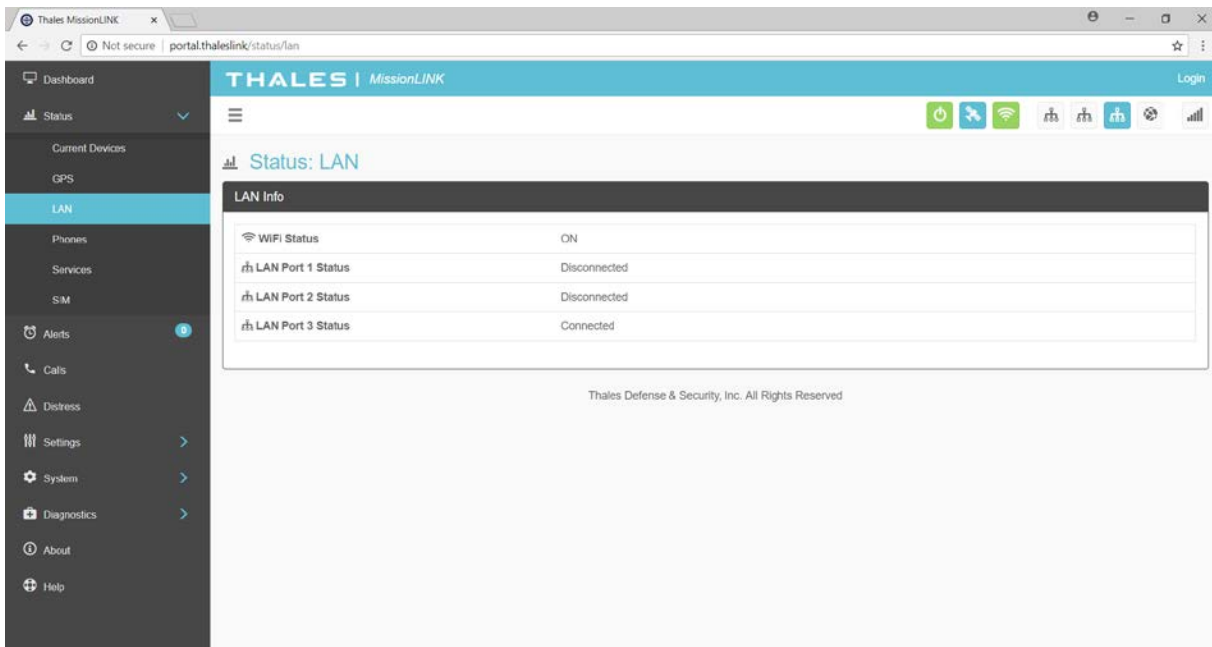 Thales MissionLINK
Not secure | portal.thaleslink/status/lan
Dashboard
THALES | MissionLINK
Login
Status
Current Devices
GPS
LAN
Phones
Services
SIM
Alerts 0
Calls
Distress
Settings
System
Diagnostics
About
Help
Status: LAN
LAN Info
WiFi Status ON
LAN Port 1 Status Disconnected
LAN Port 2 Status Disconnected
LAN Port 3 Status Connected
Thales Defense & Security, Inc. All Rights Reserved